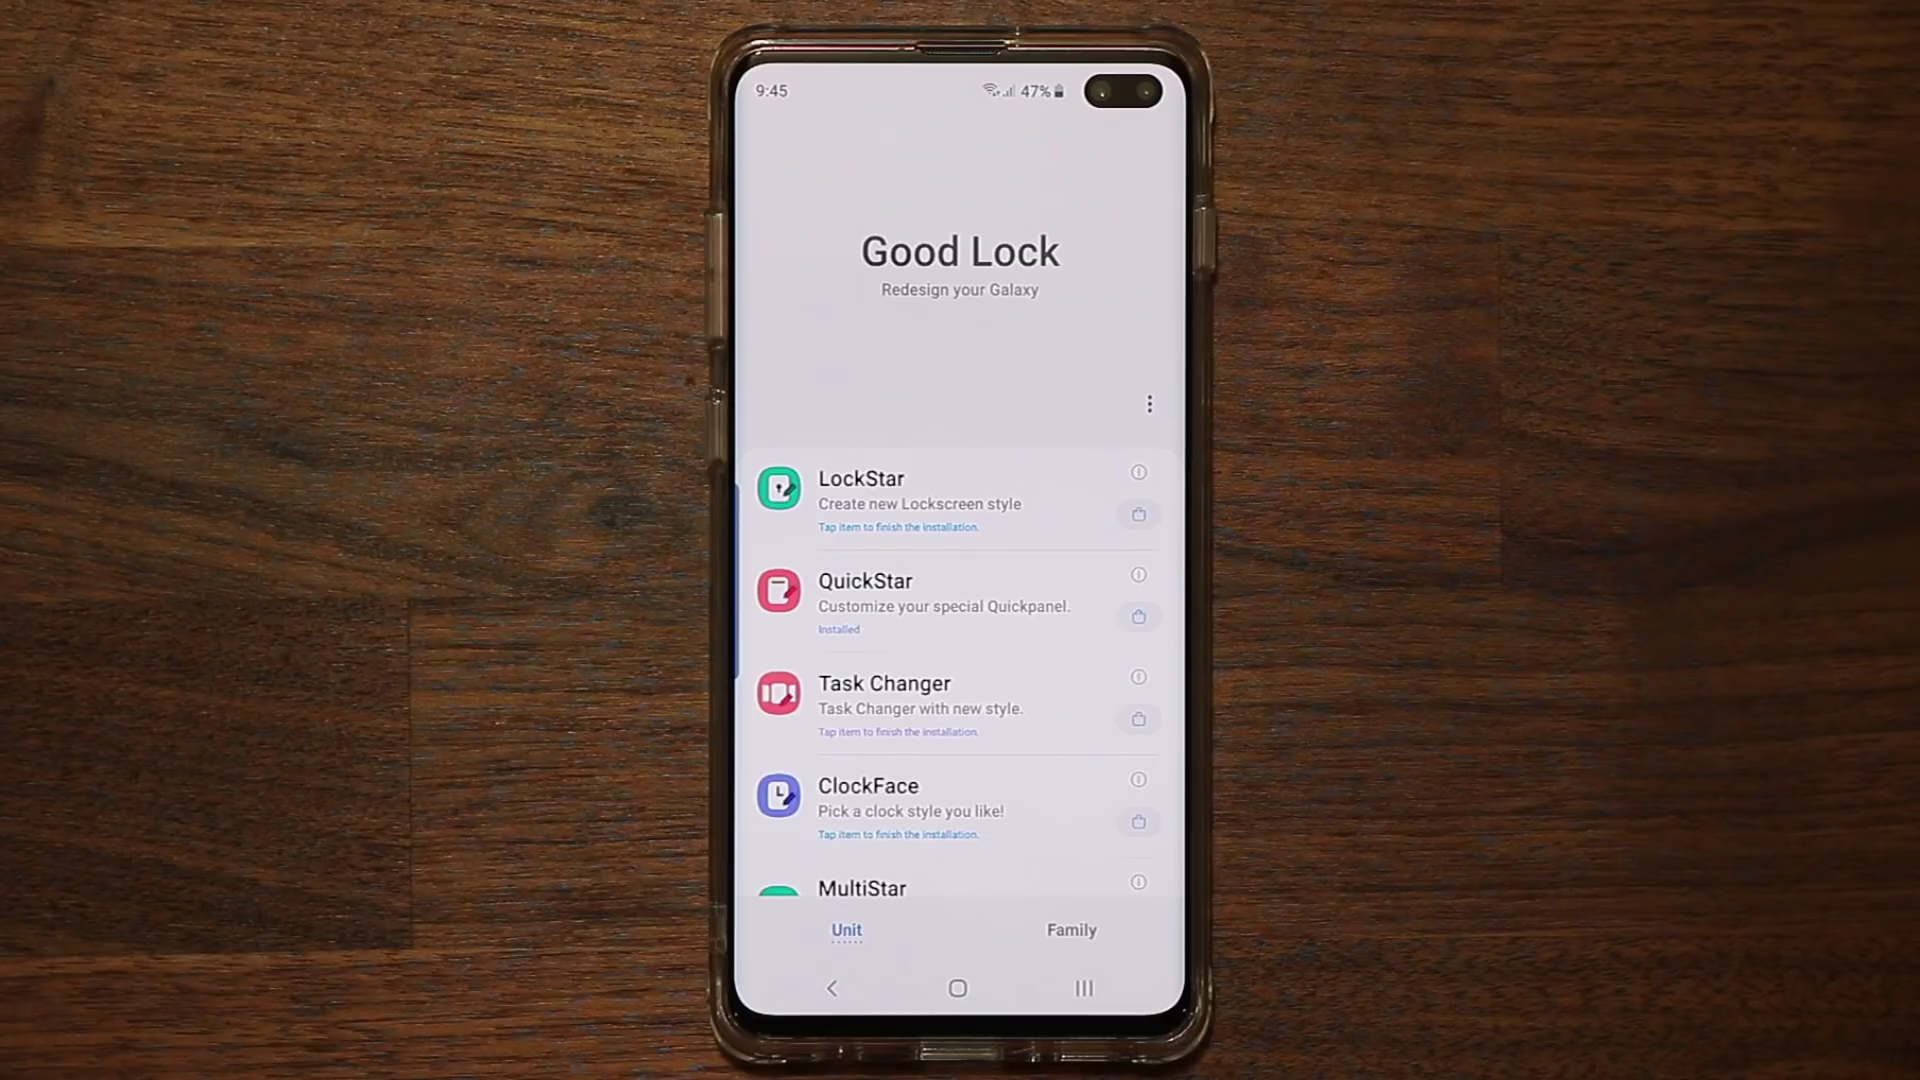 9:45
47%
Good Lock
Redesign your Galaxy
LockStar
Create new Lockscreen style
Tap item to finish the installation.
QuickStar
Customize your special Quickpanel.
Installed
Task Changer
Task Changer with new style.
Tap item to finish the installation.
ClockFace
Pick a clock style you like!
Tap item to finish the installation.
MultiStar
Unit
Family